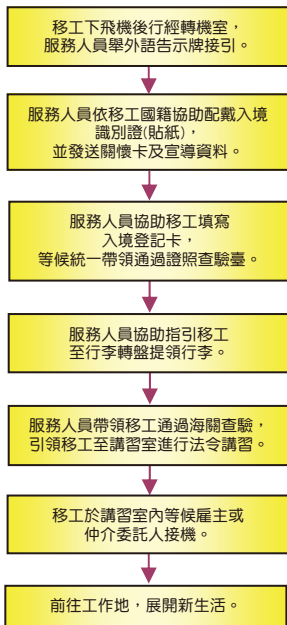 移工下飛機後行經轉機室，
服務人員舉外語告示牌接引。
服務人員依移工國籍協助配戴入境
識別證(貼紙)，
並發送關懷卡及宣導資料。
服務人員協助移工填寫
入境登記卡，
等候統一帶領通過證照查驗臺。
服務人員協助指引移工
至行李轉盤提領行李。
服務人員帶領移工通過海關查驗，
引領移工至講習室進行法令講習。
移工於講習室內等候雇主或
仲介委託人接機。
前往工作地，展開新生活。